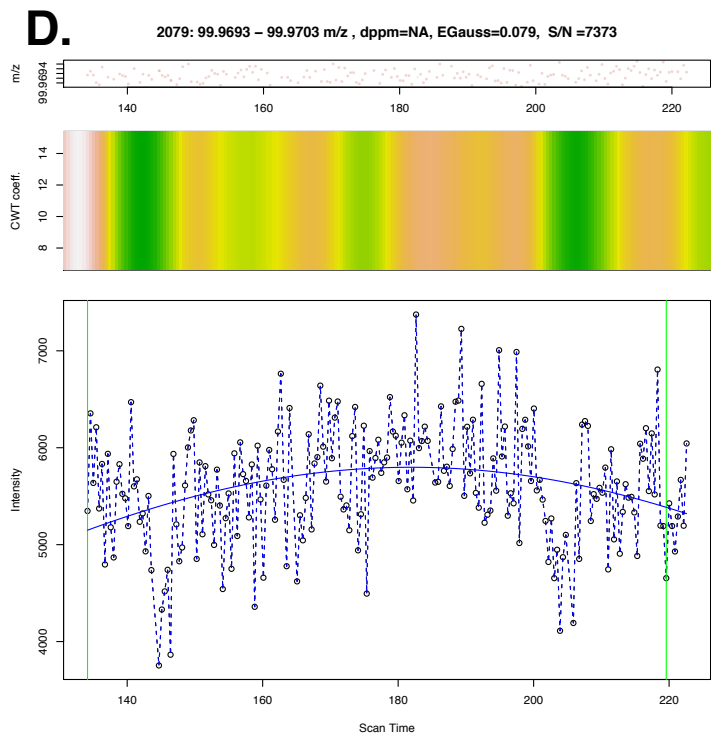 D.
2079: 99.9693 − 99.9703 m/z , dppm=NA, EGauss=0.079, S/N =7373
m/z
99.9694
140 160 180 200 220
CWT coeff.
14
12
10
8
Intensity
7000
6000
5000
4000
140 160 180 200 220
Scan Time